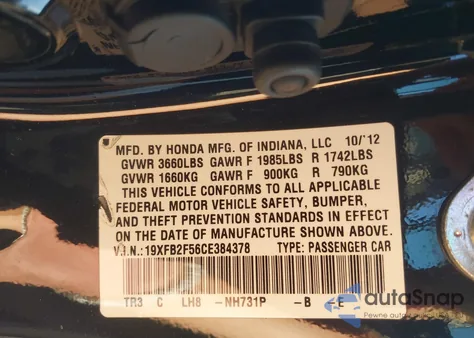 MFD. BY HONDA MFG. OF INDIANA, LLC 10/'12
GVWR 3660LBS GAWR F 1985LBS R 1742LBS
GVWR 1660KG GAWR F 900KG R 790KG
THIS VEHICLE CONFORMS TO ALL APPLICABLE
FEDERAL MOTOR VEHICLE SAFETY, BUMPER,
AND THEFT PREVENTION STANDARDS IN EFFECT
ON THE DATE OF MANUFACTURE SHOWN ABOVE.
V.I.N.:19XFB2F56CE384378 TYPE: PASSENGER CAR
TR3 C LH8 -NH731P -B -E
autoSnap
Pewne auto